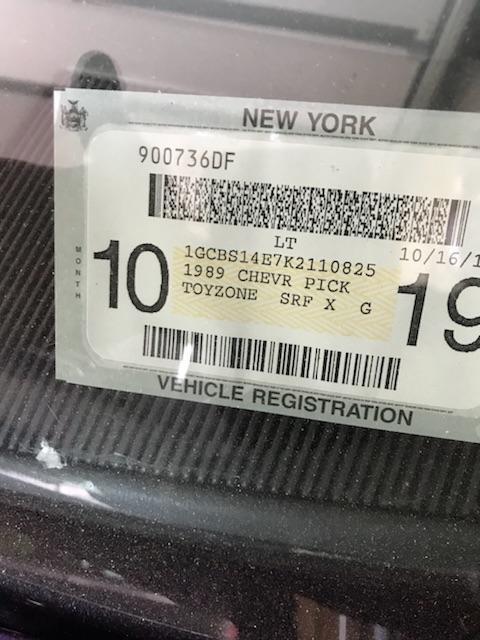 NEW YORK
900736DF
LT
1GCBS14E7K2110825 10/16/1
1989 CHEVR PICK
TOYZONE SRF X G
MONTH
10
19
VEHICLE REGISTRATION